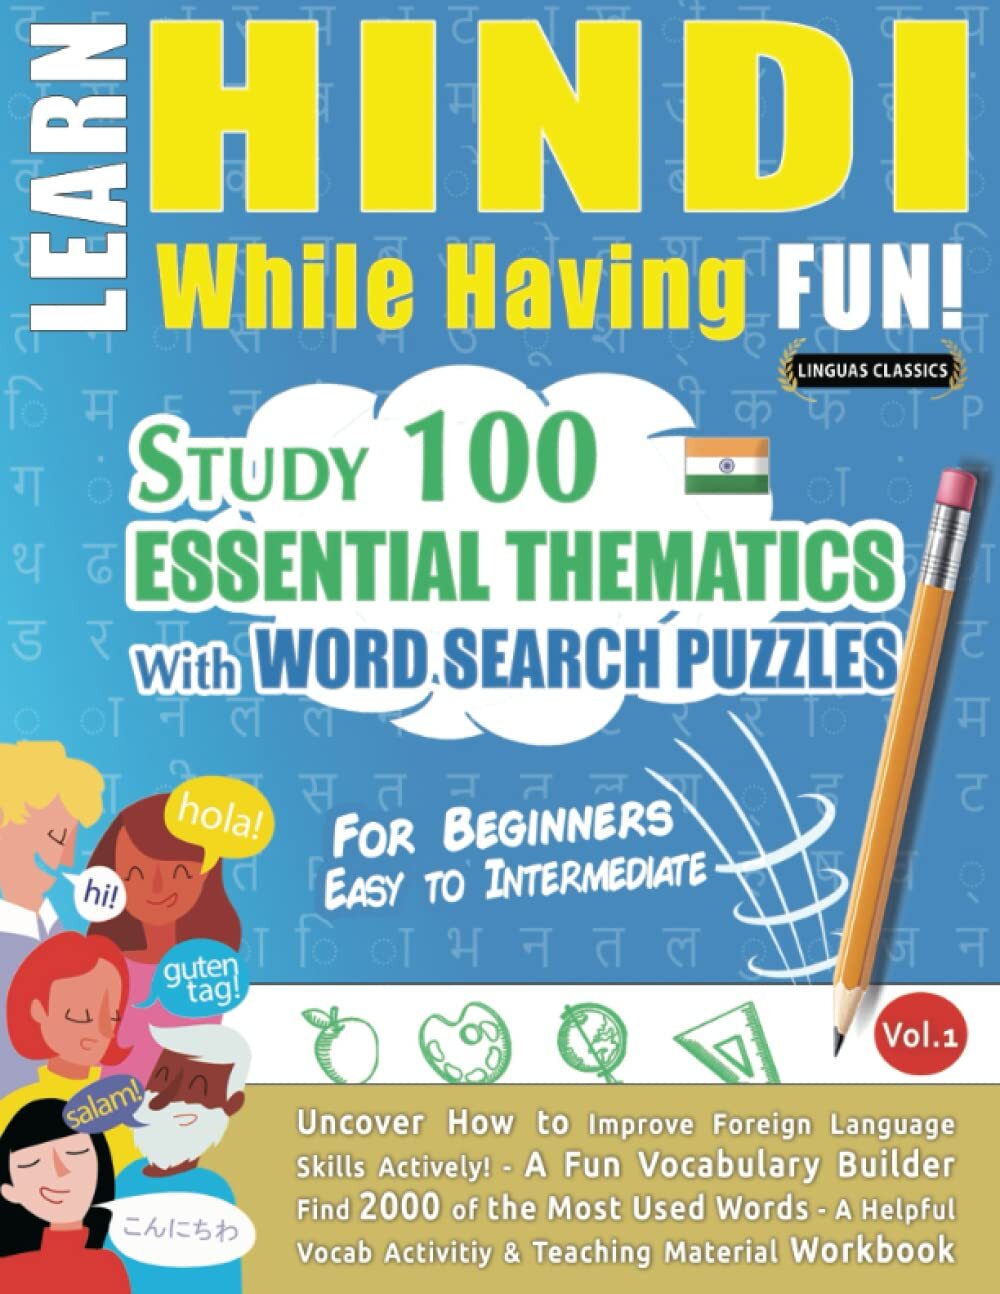 LEARN
HINDI
While Having FUN!
LINGUAS CLASSICS
STUDY 100
ESSENTIAL THEMATICS
With WORD SEARCH PUZZLES
FOR BEGINNERS
EASY TO INTERMEDIATE
hola!
hi!
guten
tag!
salam!
こんにちわ
Vol.1
Uncover How to Improve Foreign Language
Skills Actively! - A Fun Vocabulary Builder
Find 2000 of the Most Used Words - A Helpful
Vocab Activitiy & Teaching Material Workbook